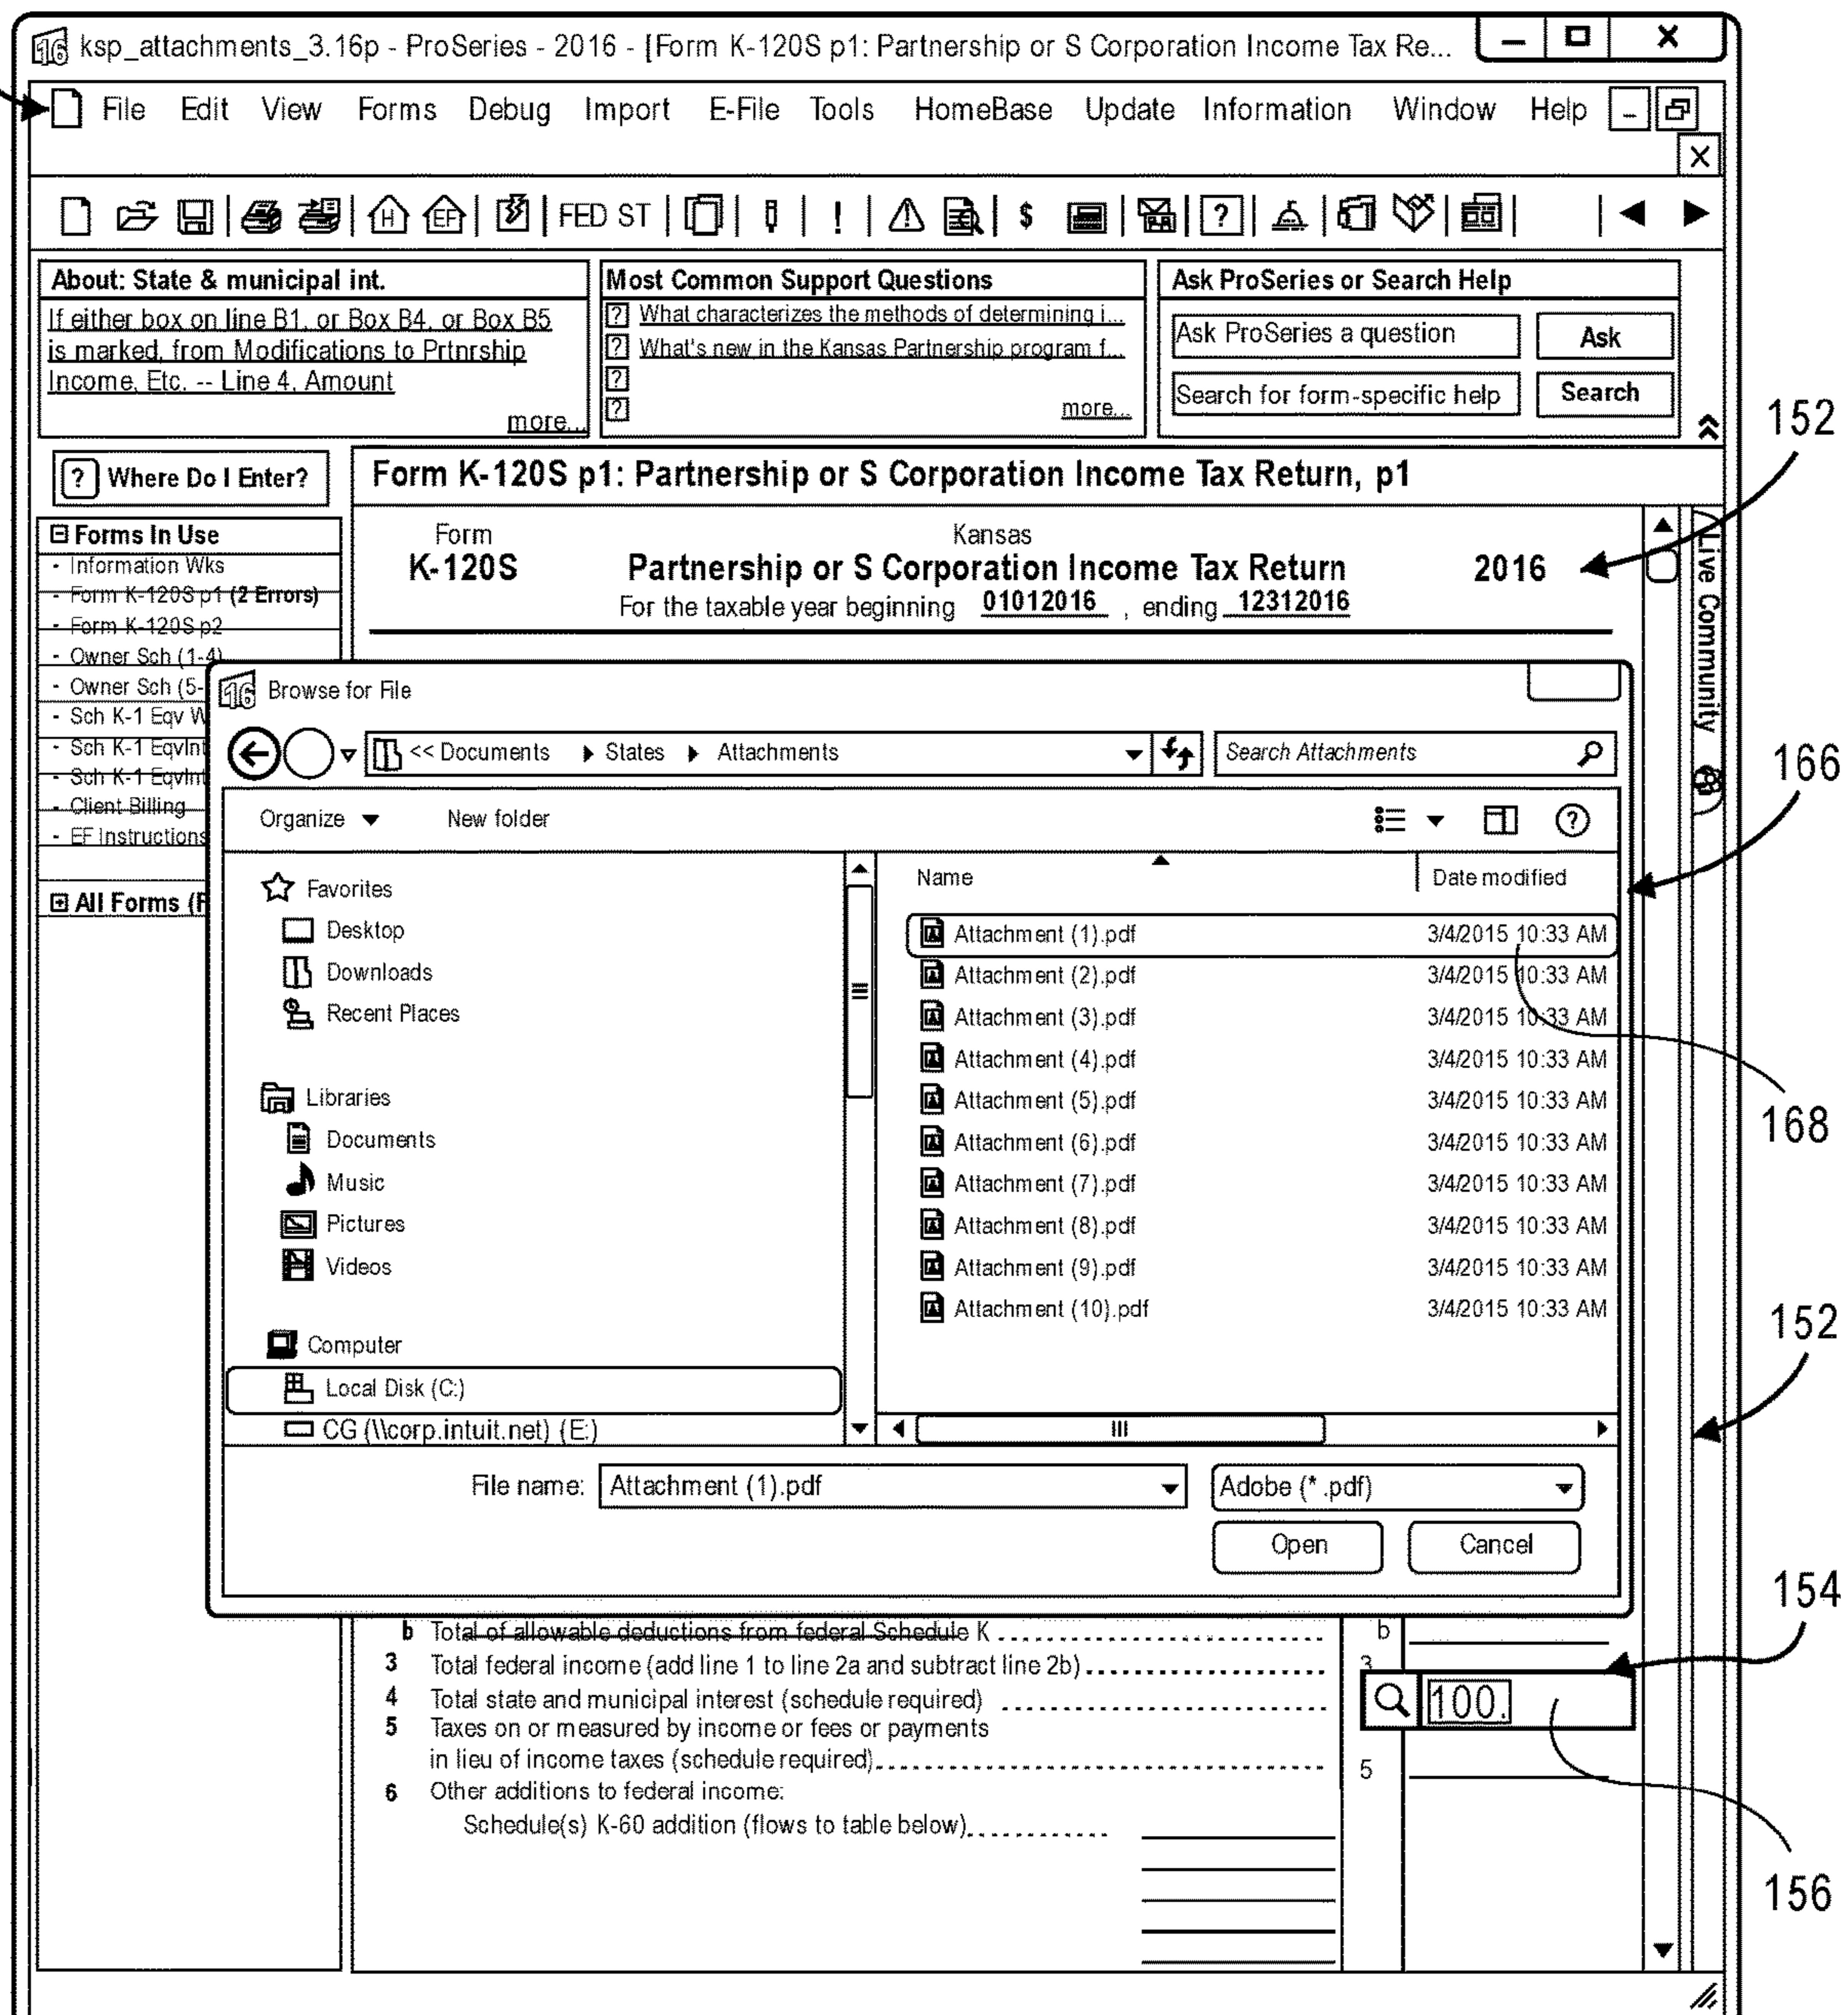 16 ksp_attachments_3.16p - ProSeries - 2016 - [Form K-120S p1: Partnership or S Corporation Income Tax Re...
File Edit View Forms Debug Import E-File Tools HomeBase Update Information Window Help
H EF FED ST ! $ ?
About: State & municipal int.
If either box on line B1, or Box B4, or Box B5
is marked, from Modifications to Prtnrship
Income, Etc. -- Line 4, Amount
more...
Most Common Support Questions
? What characterizes the methods of determining i...
? What's new in the Kansas Partnership program f...
?
? more...
Ask ProSeries or Search Help
Ask ProSeries a question Ask
Search for form-specific help Search
152
? Where Do I Enter?
Form K-120S p1: Partnership or S Corporation Income Tax Return, p1
Forms In Use
- Information Wks
- Form K-120S p1 (2 Errors)
- Form K-120S p2
- Owner Sch (1-4)
- Owner Sch (5-
- Sch K-1 Eqv W
- Sch K-1 EqvInt
- Sch K-1 EqvInt
- Client Billing
- EF Instructions
All Forms (F
Form Kansas
K-120S Partnership or S Corporation Income Tax Return 2016
For the taxable year beginning 01012016 , ending 12312016
Live Community
16 Browse for File
<< Documents States Attachments
Search Attachments
166
Organize New folder ?
Favorites
Desktop
Downloads
Recent Places
Libraries
Documents
Music
Pictures
Videos
Computer
Local Disk (C:)
CG (\\corp.intuit.net) (E:)
Name Date modified
Attachment (1).pdf 3/4/2015 10:33 AM
Attachment (2).pdf 3/4/2015 10:33 AM
Attachment (3).pdf 3/4/2015 10:33 AM
Attachment (4).pdf 3/4/2015 10:33 AM
Attachment (5).pdf 3/4/2015 10:33 AM
Attachment (6).pdf 3/4/2015 10:33 AM
Attachment (7).pdf 3/4/2015 10:33 AM
Attachment (8).pdf 3/4/2015 10:33 AM
Attachment (9).pdf 3/4/2015 10:33 AM
Attachment (10).pdf 3/4/2015 10:33 AM
168
152
File name: Attachment (1).pdf Adobe (*.pdf)
Open Cancel
154
b Total of allowable deductions from federal Schedule K b
3 Total federal income (add line 1 to line 2a and subtract line 2b) 3
4 Total state and municipal interest (schedule required) 100.
5 Taxes on or measured by income or fees or payments
in lieu of income taxes (schedule required) 5
6 Other additions to federal income:
Schedule(s) K-60 addition (flows to table below)
156